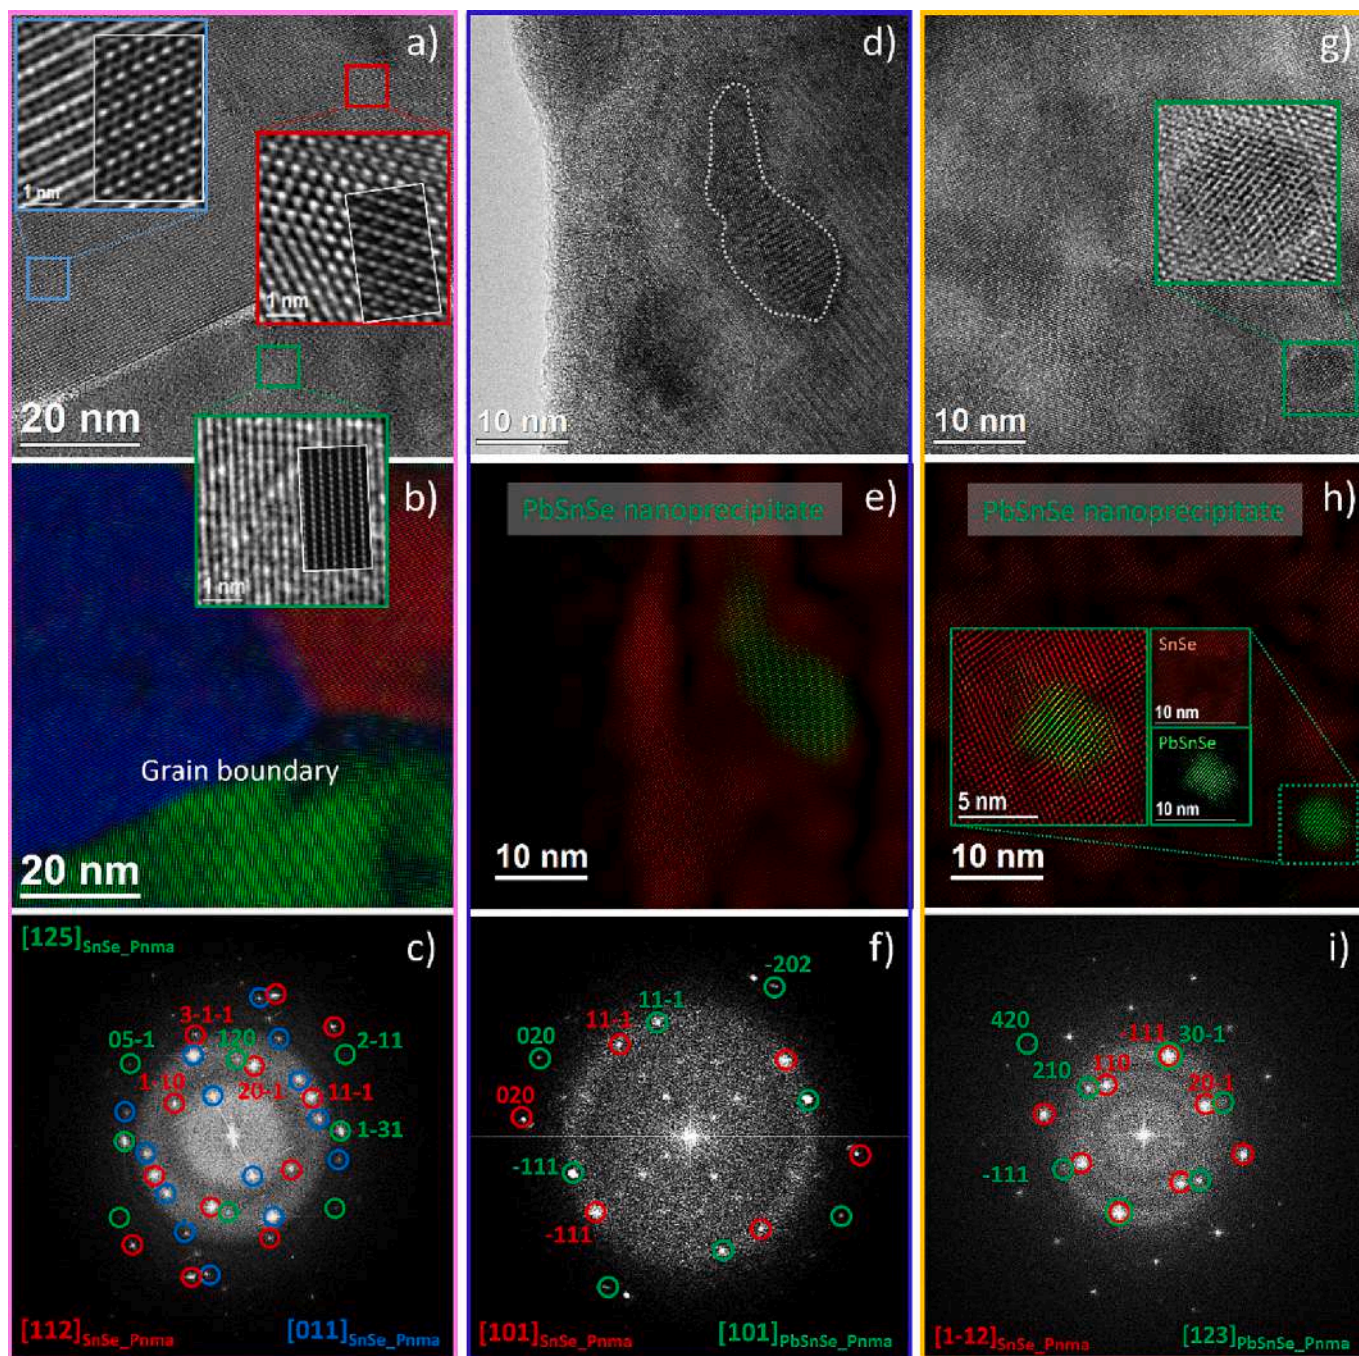 a)
1 nm
1 nm
20 nm
d)
10 nm
g)
10 nm
b)
1 nm
Grain boundary
20 nm
PbSnSe nanoprecipitate
e)
10 nm
PbSnSe nanoprecipitate
h)
SnSe
10 nm
PbSnSe
5 nm
10 nm
10 nm
[125]SnSe_Pnma
c)
3-1-1
05-1
120
2-11
1-10
20-1
11-1
1-31
[112]SnSe_Pnma
[011]SnSe_Pnma
f)
-202
11-1
11-1
020
020
-111
-111
[101]SnSe_Pnma
[101]PbSnSe_Pnma
i)
420
-111
30-1
210
110
20-1
-111
[1-12]SnSe_Pnma
[123]PbSnSe_Pnma